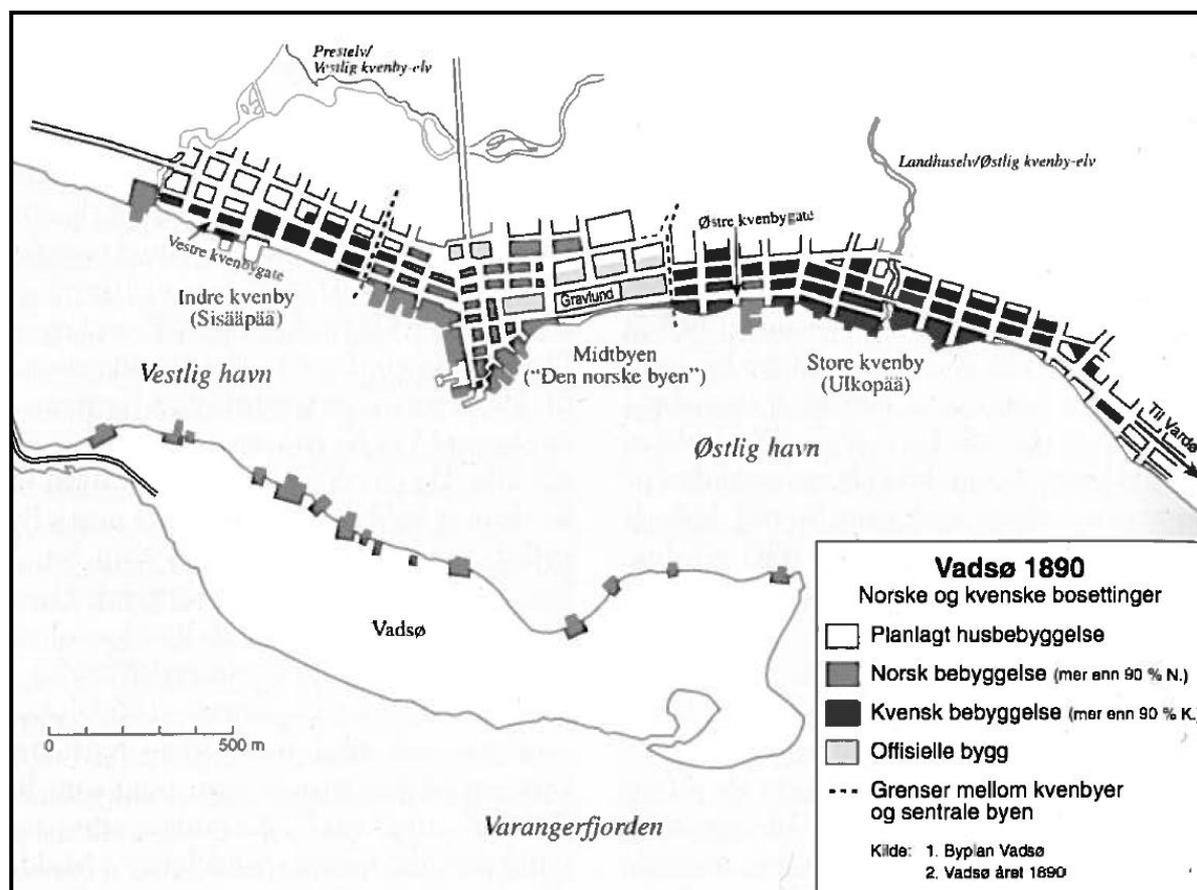 Prestelv/
Vestlig kvenby-elv
Landhuselv/Østlig kvenby-elv
Østre kvenbygate
Vestre kvenbygate
Gravlund
Indre kvenby
(Sisääpää)
Midtbyen
("Den norske byen")
Store kvenby
(Ulkopää)
Til Vardø
Vestlig havn
Østlig havn
Vadsø
0 500 m
Varangerfjorden
Vadsø 1890
Norske og kvenske bosettinger
Planlagt husbebyggelse
Norsk bebyggelse (mer enn 90 % N.)
Kvensk bebyggelse (mer enn 90 % K.)
Offisielle bygg
Grenser mellom kvenbyer
og sentrale byen
Kilde: 1. Byplan Vadsø
2. Vadsø året 1890